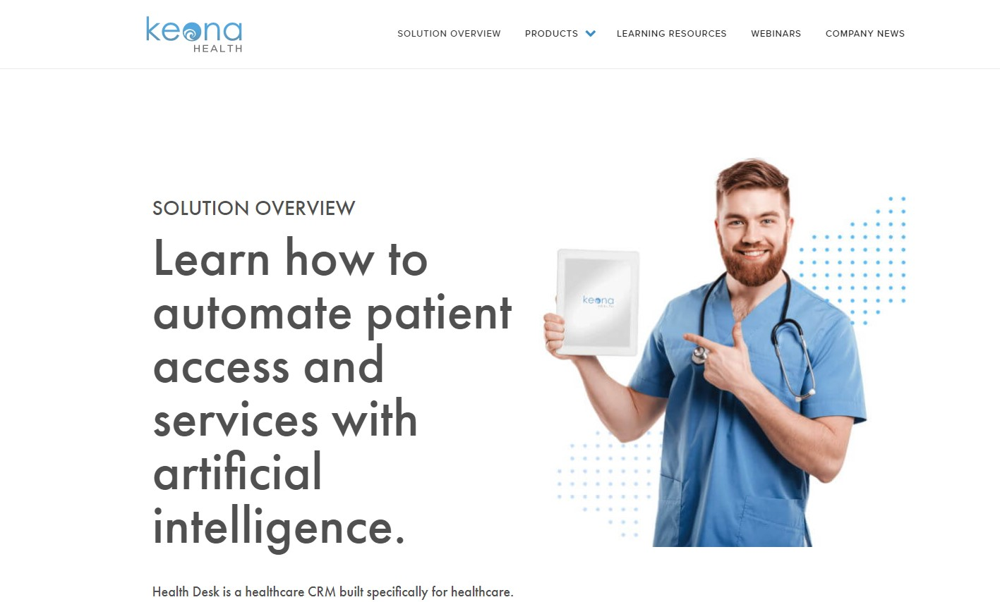 keona
HEALTH
SOLUTION OVERVIEW
PRODUCTS
LEARNING RESOURCES
WEBINARS
COMPANY NEWS
SOLUTION OVERVIEW
Learn how to
automate patient
access and
services with
artificial
intelligence.
keona
HEALTH
Health Desk is a healthcare CRM built specifically for healthcare.